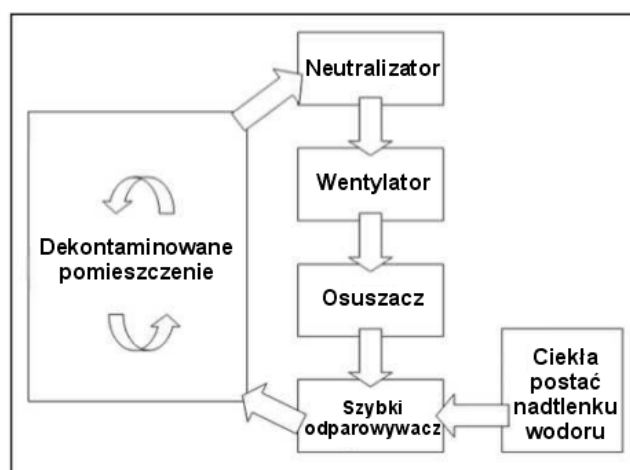 Neutralizator
Wentylator
Dekontaminowane
pomieszczenie
Osuszacz
Ciekła
postać
nadtlenku
wodoru
Szybki
odparowywacz